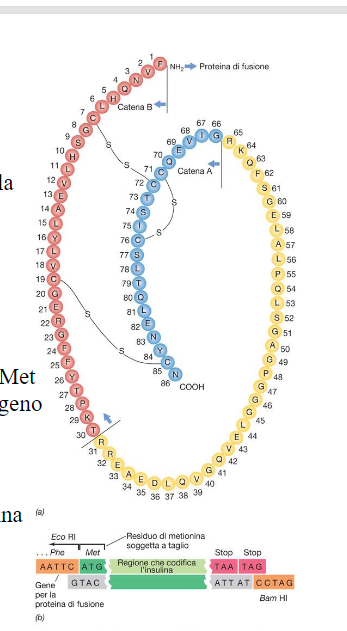 NH₂ Proteina di fusione
Catena B
1 F
2 V
3 N
4 Q
5 H
6 L
7 C
8 G
9 S
10 H
11 L
12 V
13 E
14 A
15 L
16 Y
17 L
18 V
19 C
20 G
21 E
22 R
23 G
24 F
25 F
26 Y
27 T
28 P
29 K
30 T
31 R
32 R
33 E
34 A
35 E
36 D
37 L
38 Q
39 V
40 G
41 Q
42 V
43 E
44 L
45 G
46 G
47 G
48 P
49 G
50 A
51 G
52 S
53 L
54 Q
55 P
56 L
57 A
58 L
59 E
60 G
61 S
62 F
63 Q
64 K
65 R
66 G
67 I
68 V
69 E
70 Q
71 C
72 C
73 T
74 S
75 I
76 C
77 S
78 L
79 T
80 Q
81 L
82 E
83 N
84 Y
85 C
86 N
Catena A
S
S
S
S
S
S
COOH
la
Met
geno
na
(a)
Eco RI
Residuo di metionina
soggetta a taglio
... Phe Met
Stop Stop
AATTC ATG Regione che codifica
l'insulina TAA TAG
GTAC ATT AT CCTAG
Gene
per la
proteina di fusione
Bam HI
(b)